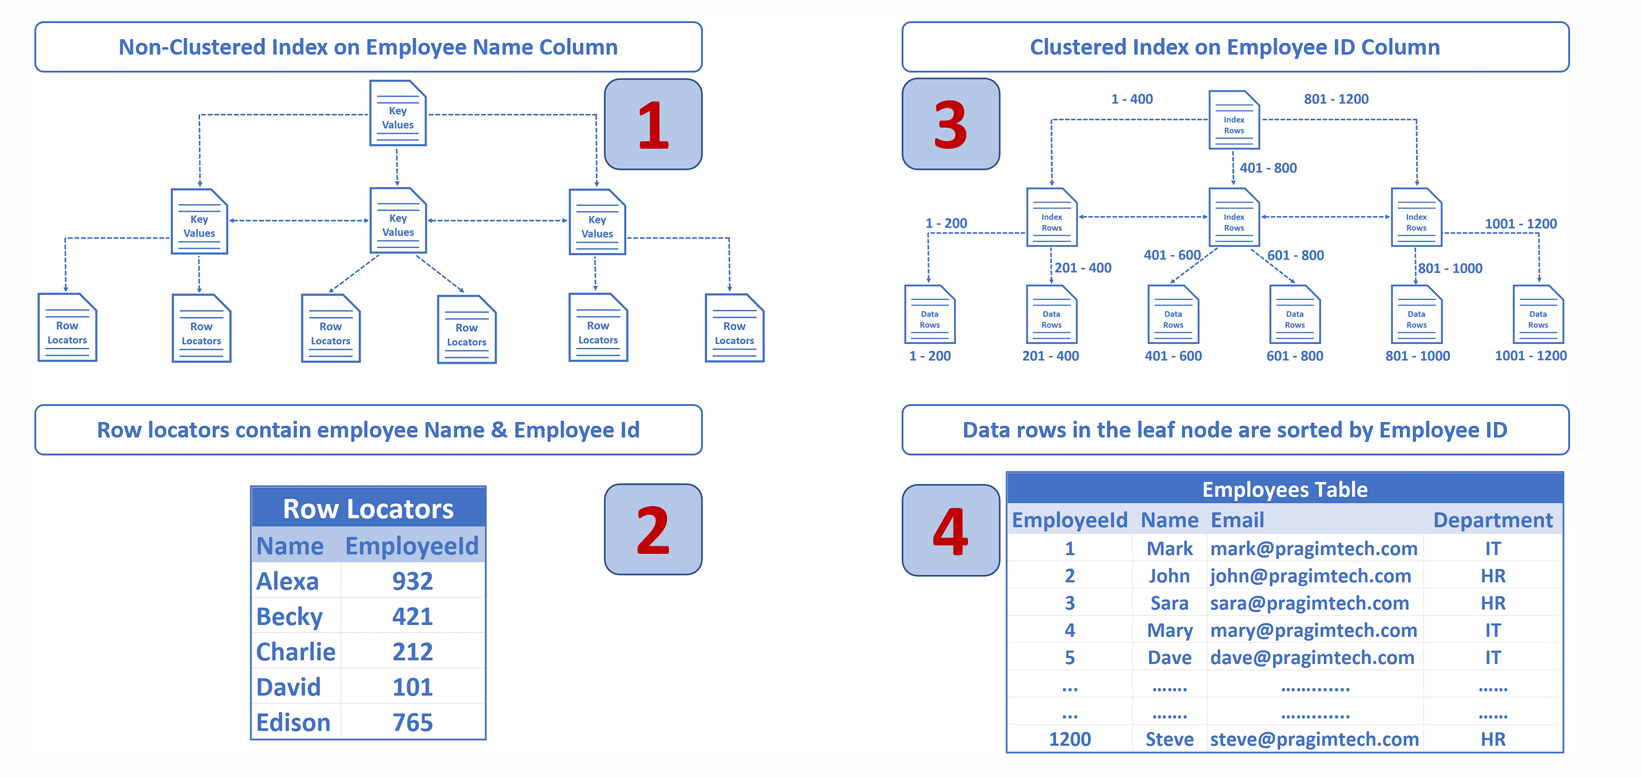 Non-Clustered Index on Employee Name Column
1
Key
Values
Key
Values
Key
Values
Key
Values
Row
Locators
Row
Locators
Row
Locators
Row
Locators
Row
Locators
Row
Locators
Row locators contain employee Name & Employee Id
2
Row Locators
Name EmployeeId
Alexa 932
Becky 421
Charlie 212
David 101
Edison 765
Clustered Index on Employee ID Column
3
1 - 400
Index
Rows
801 - 1200
401 - 800
Index
Rows
Index
Rows
Index
Rows
1 - 200
201 - 400
401 - 600
601 - 800
801 - 1000
1001 - 1200
Data
Rows
Data
Rows
Data
Rows
Data
Rows
Data
Rows
Data
Rows
1 - 200
201 - 400
401 - 600
601 - 800
801 - 1000
1001 - 1200
Data rows in the leaf node are sorted by Employee ID
4
Employees Table
EmployeeId Name Email Department
1 Mark mark@pragimtech.com IT
2 John john@pragimtech.com HR
3 Sara sara@pragimtech.com HR
4 Mary mary@pragimtech.com IT
5 Dave dave@pragimtech.com IT
... ....... .............. ......
... ....... .............. ......
1200 Steve steve@pragimtech.com HR